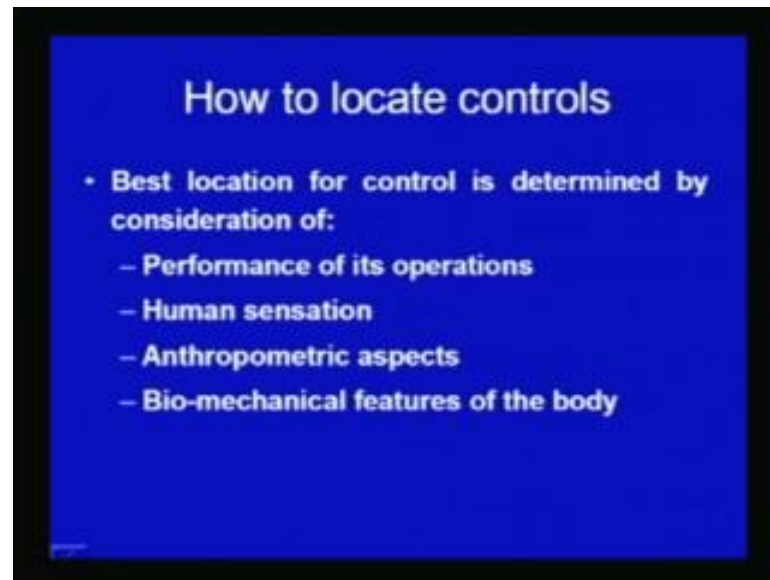 How to locate controls
• Best location for control is determined by
consideration of:
– Performance of its operations
– Human sensation
– Anthropometric aspects
– Bio-mechanical features of the body